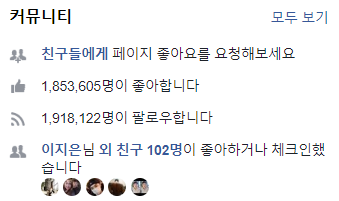 커뮤니티 모두 보기
친구들에게 페이지 좋아요를 요청해보세요
1,853,605명이 좋아합니다
1,918,122명이 팔로우합니다
이지은님 외 친구 102명이 좋아하거나 체크인했
습니다